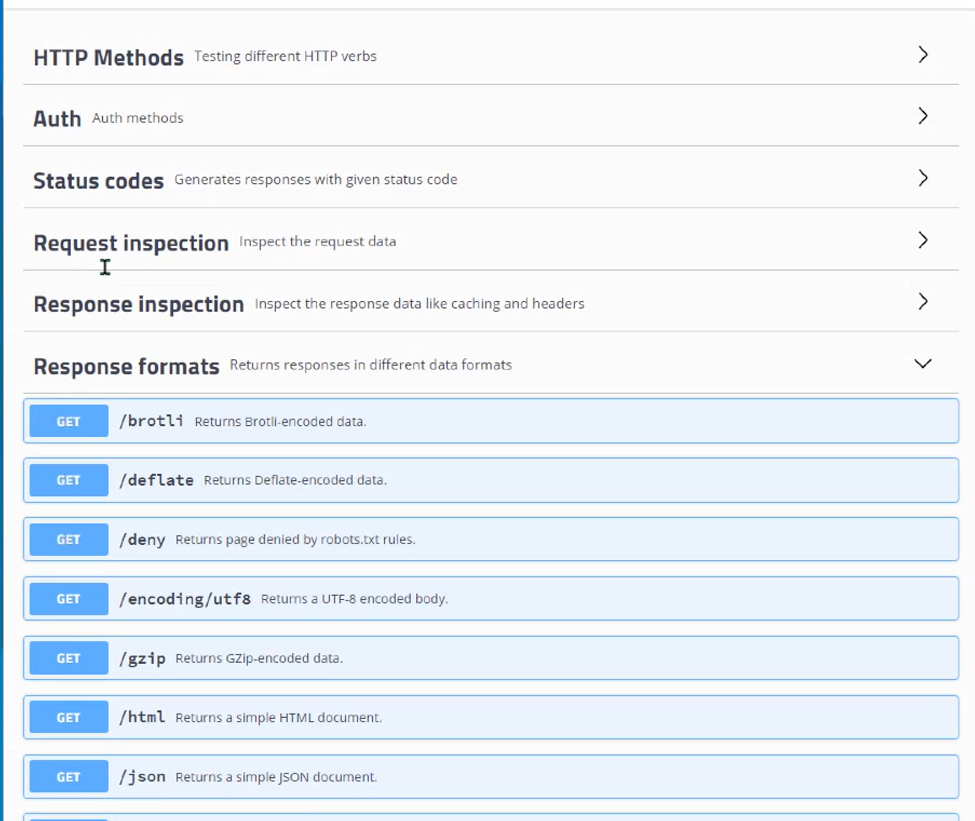 HTTP Methods Testing different HTTP verbs
Auth Auth methods
Status codes Generates responses with given status code
Request inspection Inspect the request data
Response inspection Inspect the response data like caching and headers
Response formats Returns responses in different data formats
GET /brotli Returns Brotli-encoded data.
GET /deflate Returns Deflate-encoded data.
GET /deny Returns page denied by robots.txt rules.
GET /encoding/utf8 Returns a UTF-8 encoded body.
GET /gzip Returns GZip-encoded data.
GET /html Returns a simple HTML document.
GET /json Returns a simple JSON document.